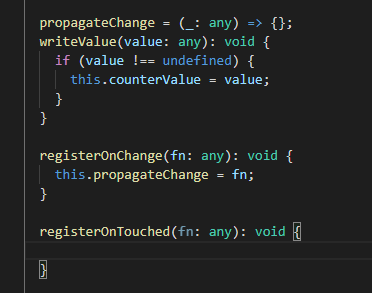 propagateChange = (_: any) => {};
writeValue(value: any): void {
if (value !== undefined) {
this.counterValue = value;
}
}
registerOnChange(fn: any): void {
this.propagateChange = fn;
}
registerOnTouched(fn: any): void {
}